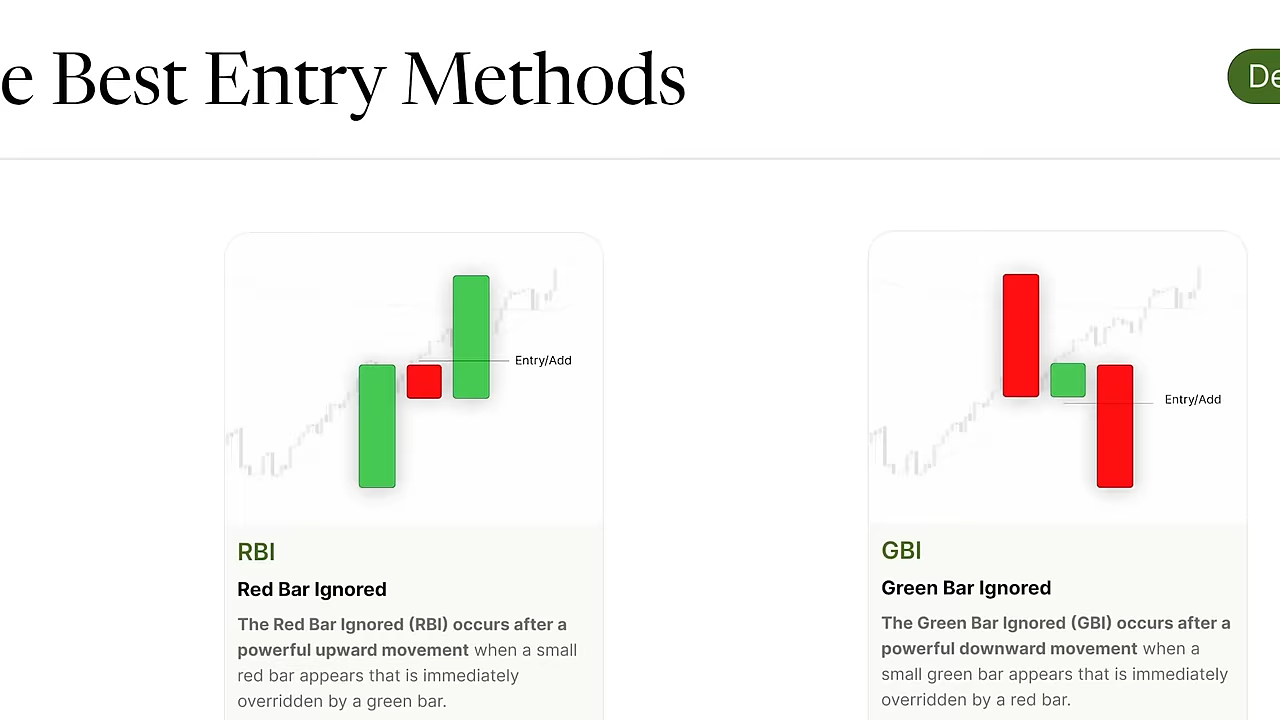 e Best Entry Methods
De
Entry/Add
RBI
Red Bar Ignored
The Red Bar Ignored (RBI) occurs after a
powerful upward movement when a small
red bar appears that is immediately
overridden by a green bar.
Entry/Add
GBI
Green Bar Ignored
The Green Bar Ignored (GBI) occurs after a
powerful downward movement when a
small green bar appears that is immediately
overridden by a red bar.